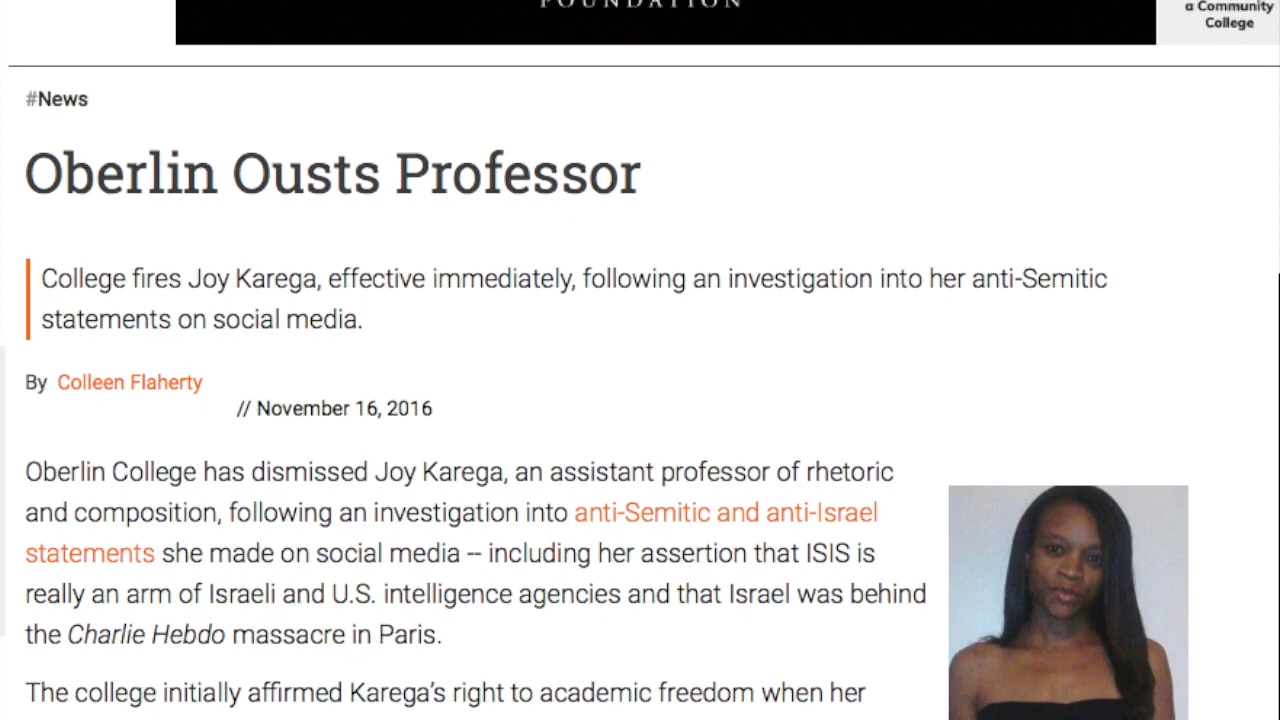 FOUNDATION
a Community
College
#News
Oberlin Ousts Professor
College fires Joy Karega, effective immediately, following an investigation into her anti-Semitic
statements on social media.
By Colleen Flaherty
// November 16, 2016
Oberlin College has dismissed Joy Karega, an assistant professor of rhetoric
and composition, following an investigation into anti-Semitic and anti-Israel
statements she made on social media -- including her assertion that ISIS is
really an arm of Israeli and U.S. intelligence agencies and that Israel was behind
the Charlie Hebdo massacre in Paris.
The college initially affirmed Karega’s right to academic freedom when her